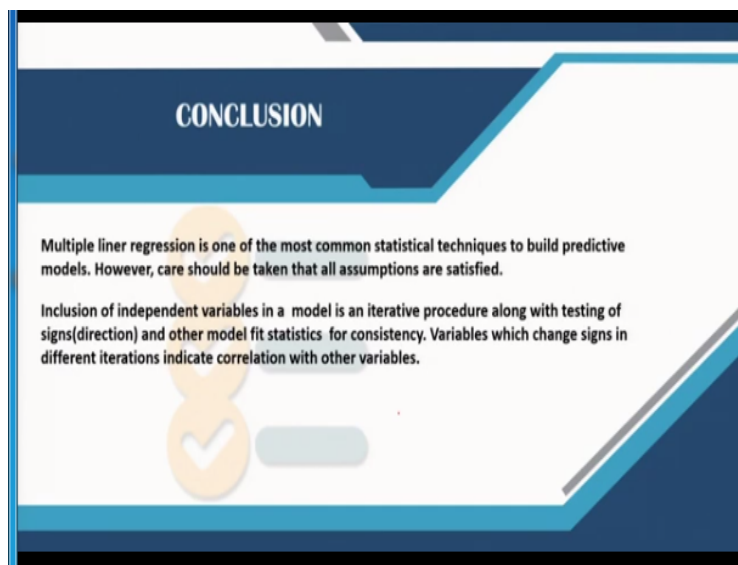 CONCLUSION
Multiple liner regression is one of the most common statistical techniques to build predictive
models. However, care should be taken that all assumptions are satisfied.
Inclusion of independent variables in a model is an iterative procedure along with testing of
signs(direction) and other model fit statistics for consistency. Variables which change signs in
different iterations indicate correlation with other variables.